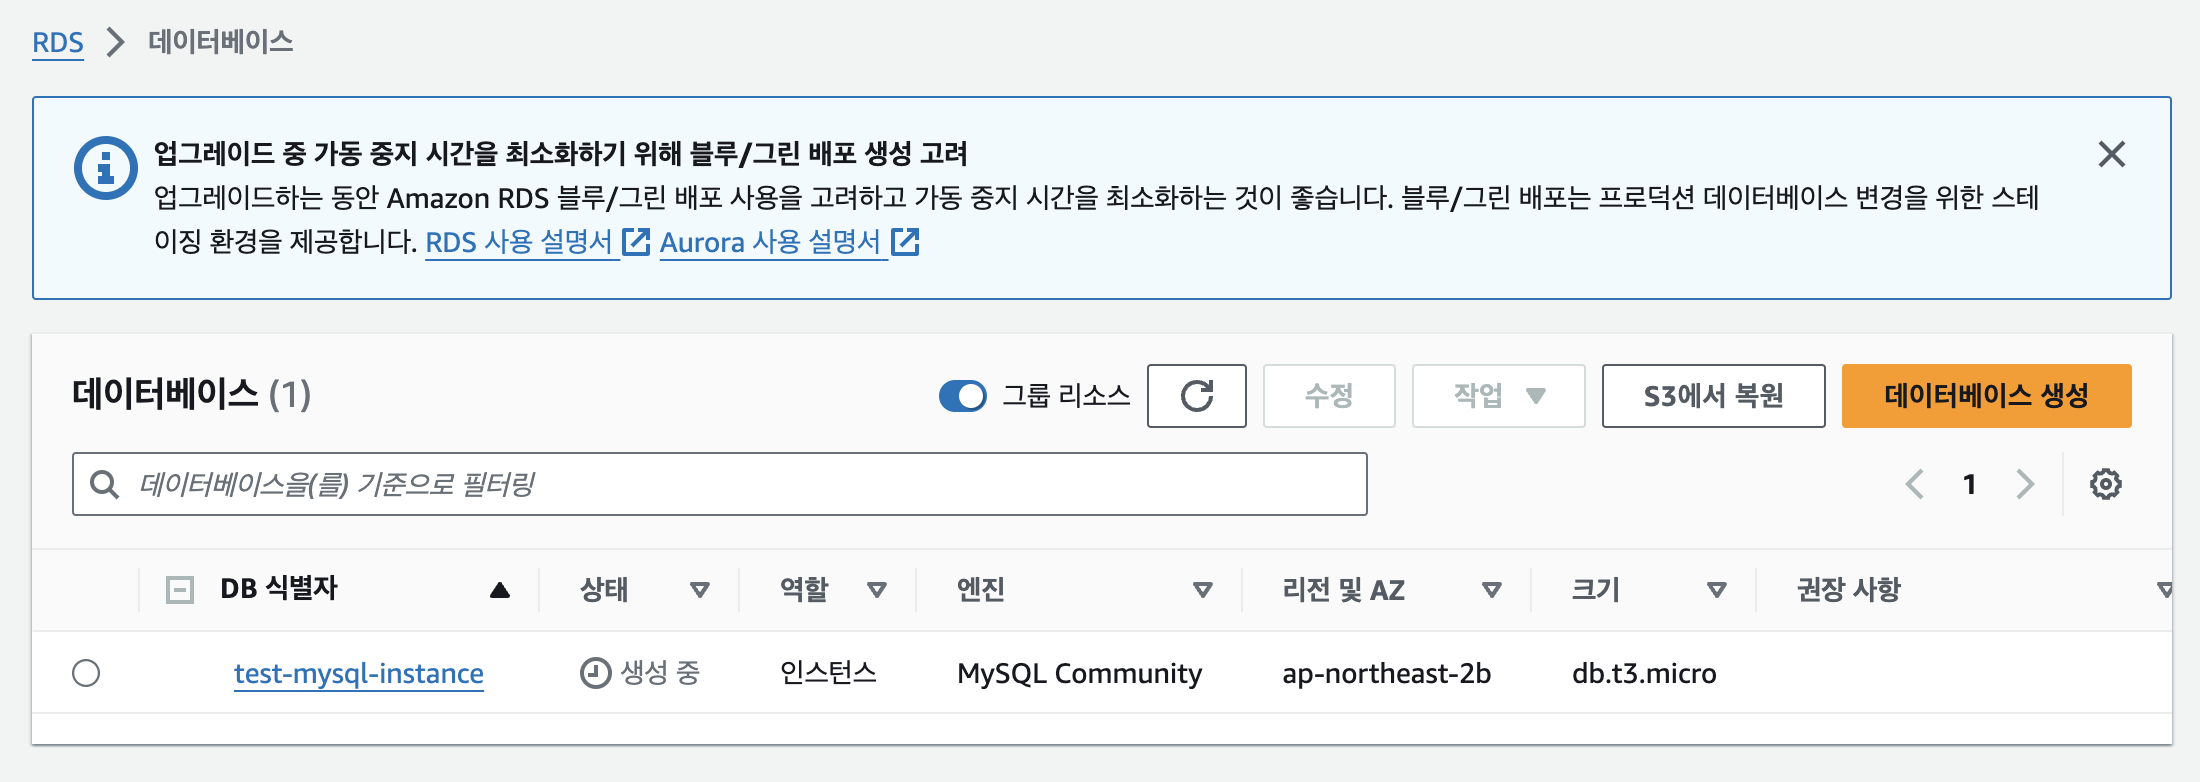 RDS > 데이터베이스
업그레이드 중 가동 중지 시간을 최소화하기 위해 블루/그린 배포 생성 고려
업그레이드하는 동안 Amazon RDS 블루/그린 배포 사용을 고려하고 가동 중지 시간을 최소화하는 것이 좋습니다. 블루/그린 배포는 프로덕션 데이터베이스 변경을 위한 스테
이징 환경을 제공합니다. RDS 사용 설명서 Aurora 사용 설명서
데이터베이스 (1) 그룹 리소스 수정 작업 S3에서 복원 데이터베이스 생성
데이터베이스을(를) 기준으로 필터링 1
DB 식별자 상태 역할 엔진 리전 및 AZ 크기 권장 사항
test-mysql-instance 생성 중 인스턴스 MySQL Community ap-northeast-2b db.t3.micro